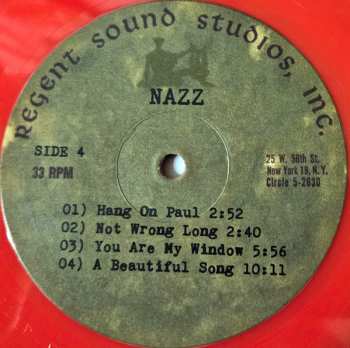 REGENT SOUND STUDIOS, INC.
NAZZ
SIDE 4
33 RPM
25 W. 56th St.
New York 19, N.Y.
Circle 5-2630
01) Hang On Paul 2:52
02) Not Wrong Long 2:40
03) You Are My Window 5:56
04) A Beautiful Song 10:11